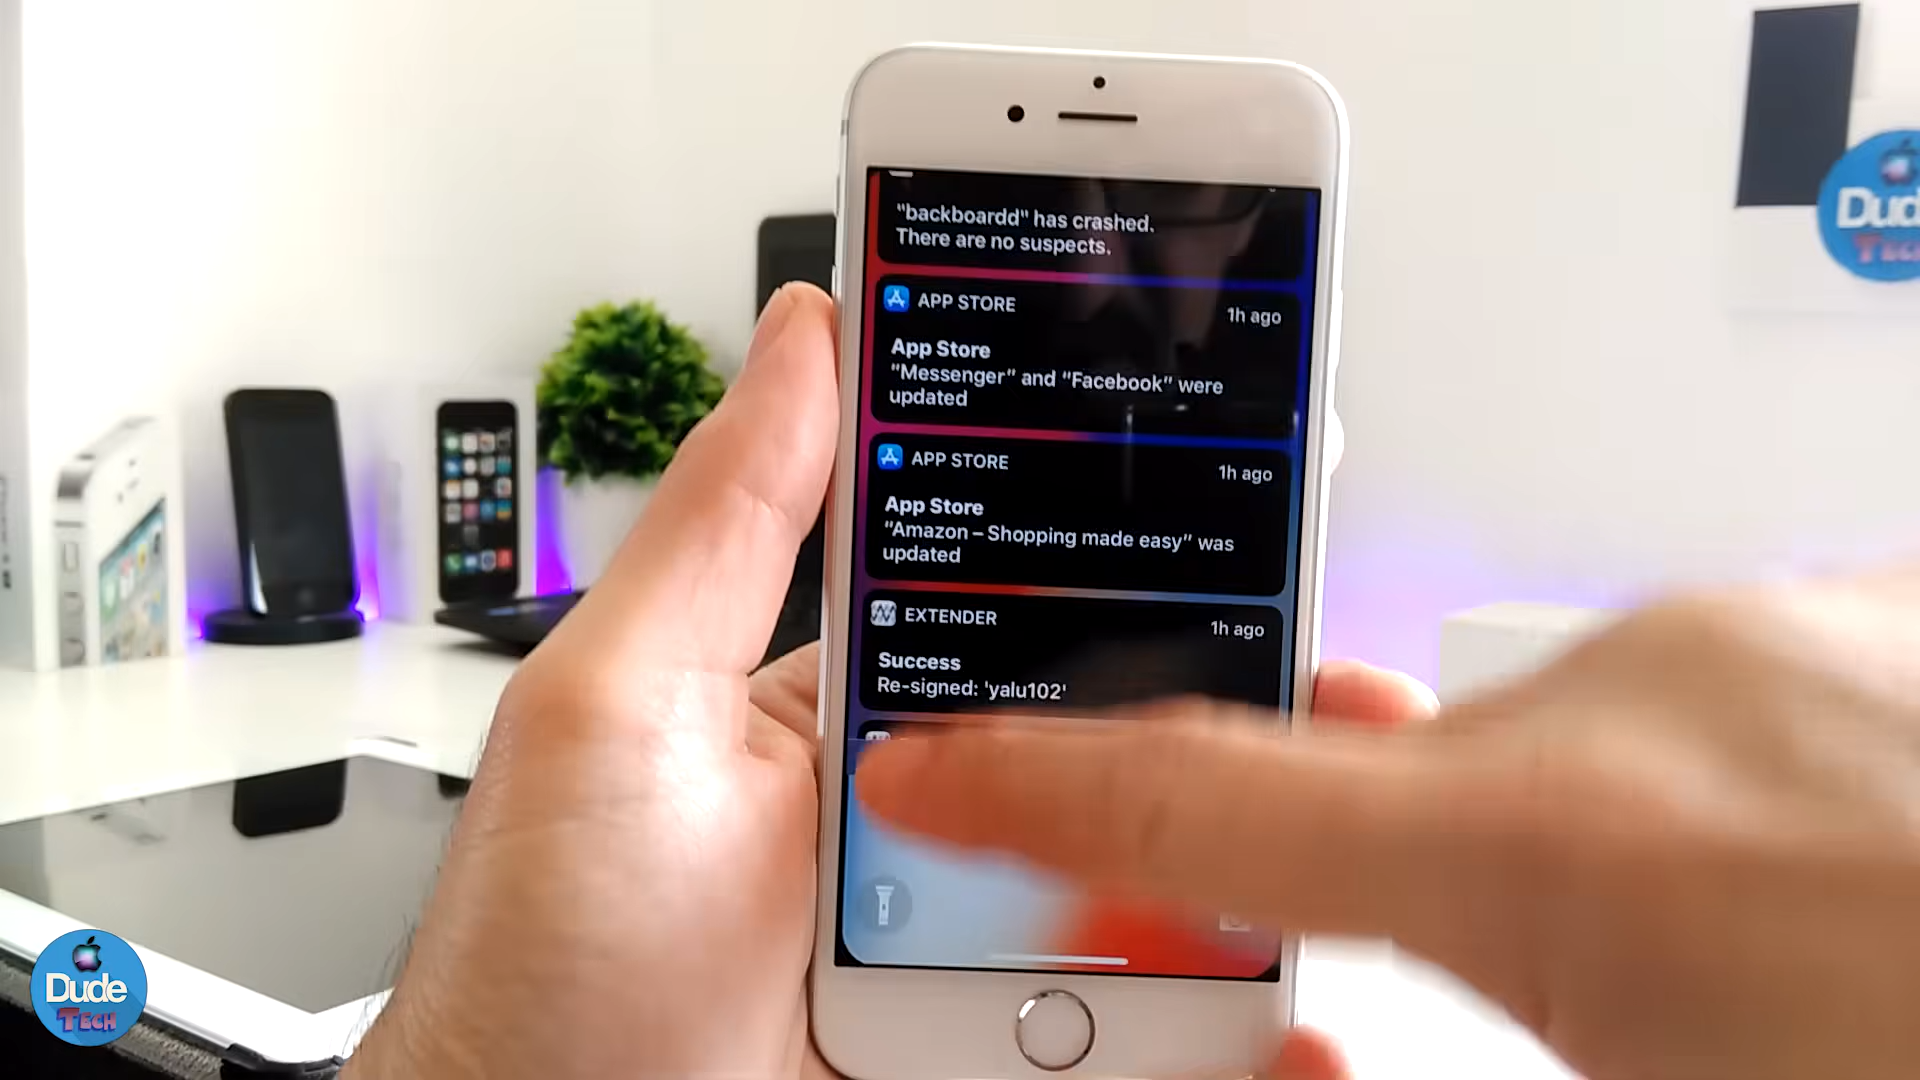 "backboardd" has crashed.
There are no suspects.
APP STORE
1h ago
App Store
"Messenger" and "Facebook" were
updated
APP STORE
1h ago
App Store
"Amazon – Shopping made easy" was
updated
EXTENDER
1h ago
Success
Re-signed: 'yalu102'
Dude
TECH